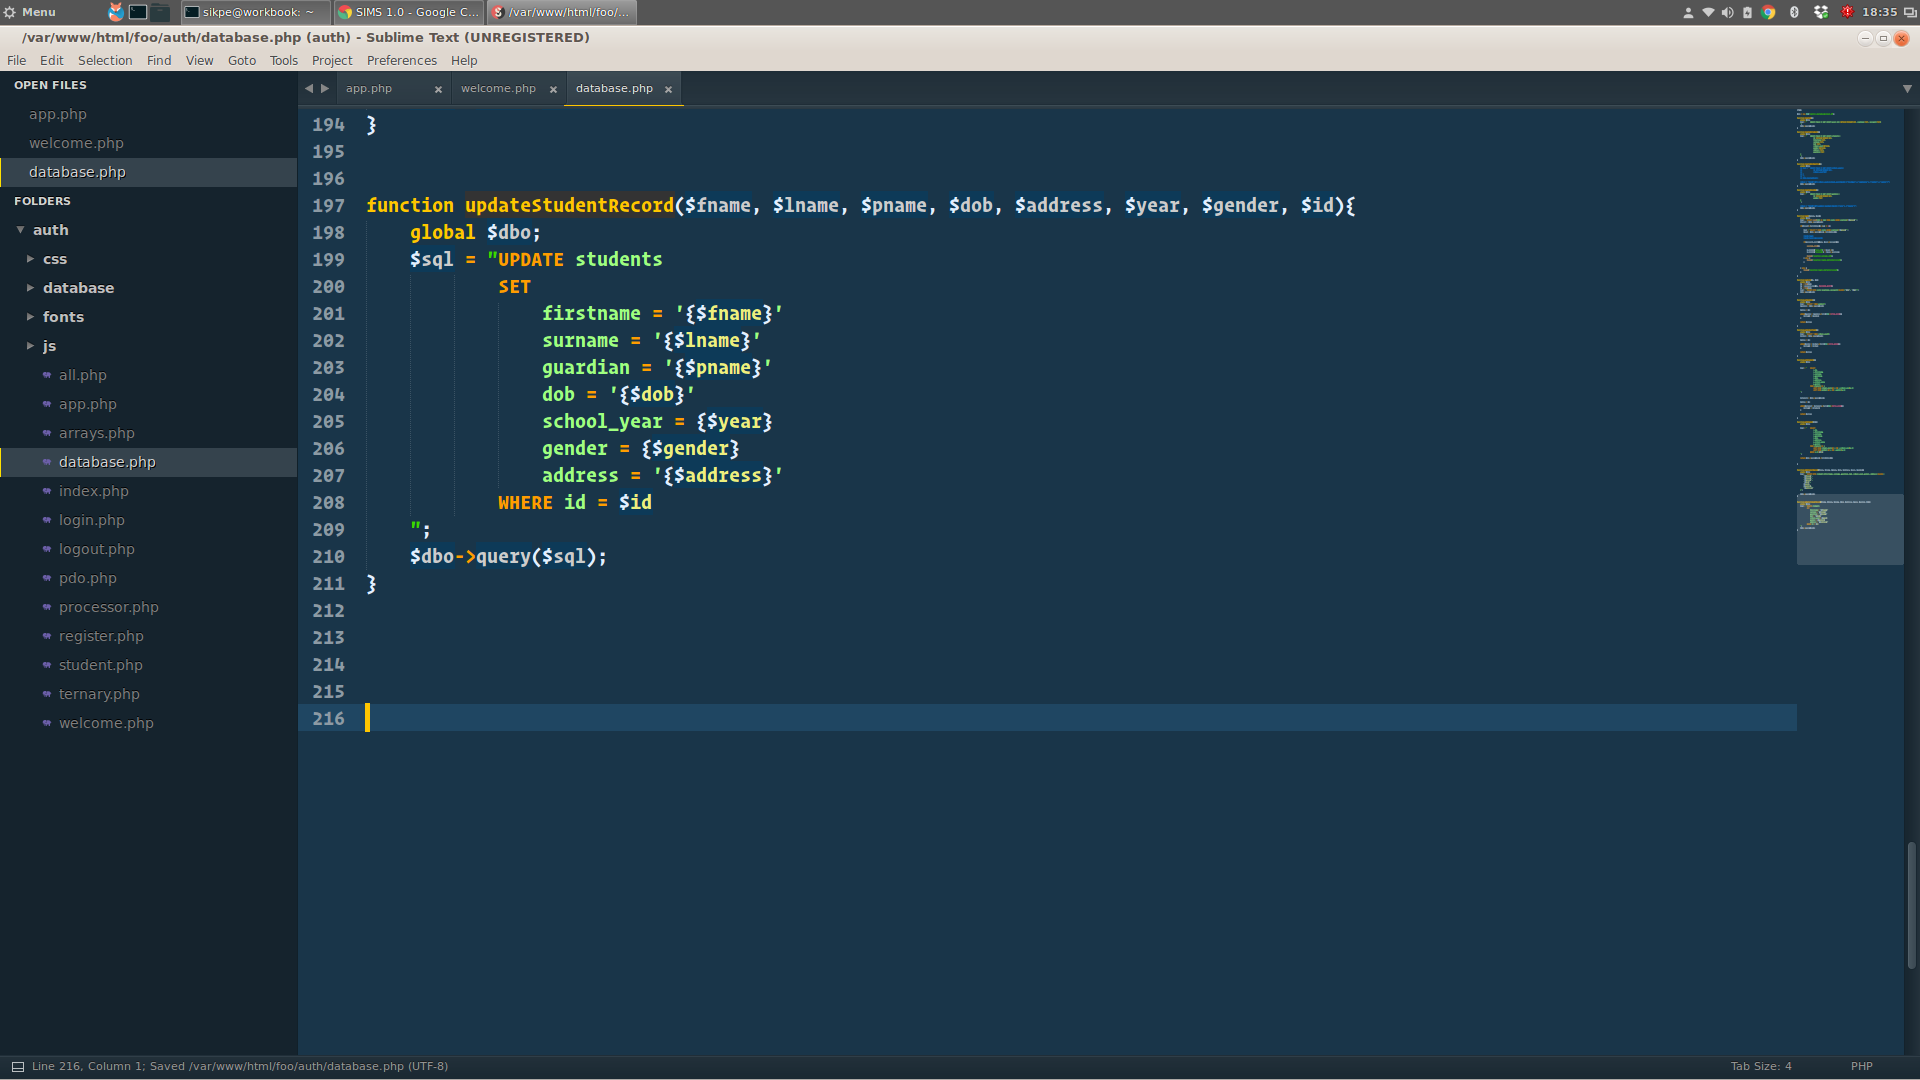 Menu
sikpe@workbook: ~
SIMS 1.0 - Google C...
/var/www/html/foo/...
18:35
/var/www/html/foo/auth/database.php (auth) - Sublime Text (UNREGISTERED)
File Edit Selection Find View Goto Tools Project Preferences Help
OPEN FILES
app.php
welcome.php
database.php
FOLDERS
auth
css
database
fonts
js
all.php
app.php
arrays.php
database.php
index.php
login.php
logout.php
pdo.php
processor.php
register.php
student.php
ternary.php
welcome.php
app.php × welcome.php × database.php ×
194 }
195
196
197 function updateStudentRecord($fname, $lname, $pname, $dob, $address, $year, $gender, $id){
198     global $dbo;
199     $sql = "UPDATE students
200             SET
201                 firstname = '{$fname}'
202                 surname = '{$lname}'
203                 guardian = '{$pname}'
204                 dob = '{$dob}'
205                 school_year = {$year}
206                 gender = {$gender}
207                 address = '{$address}'
208             WHERE id = $id
209     ";
210     $dbo->query($sql);
211 }
212
213
214
215
216
Line 216, Column 1; Saved /var/www/html/foo/auth/database.php (UTF-8)
Tab Size: 4
PHP